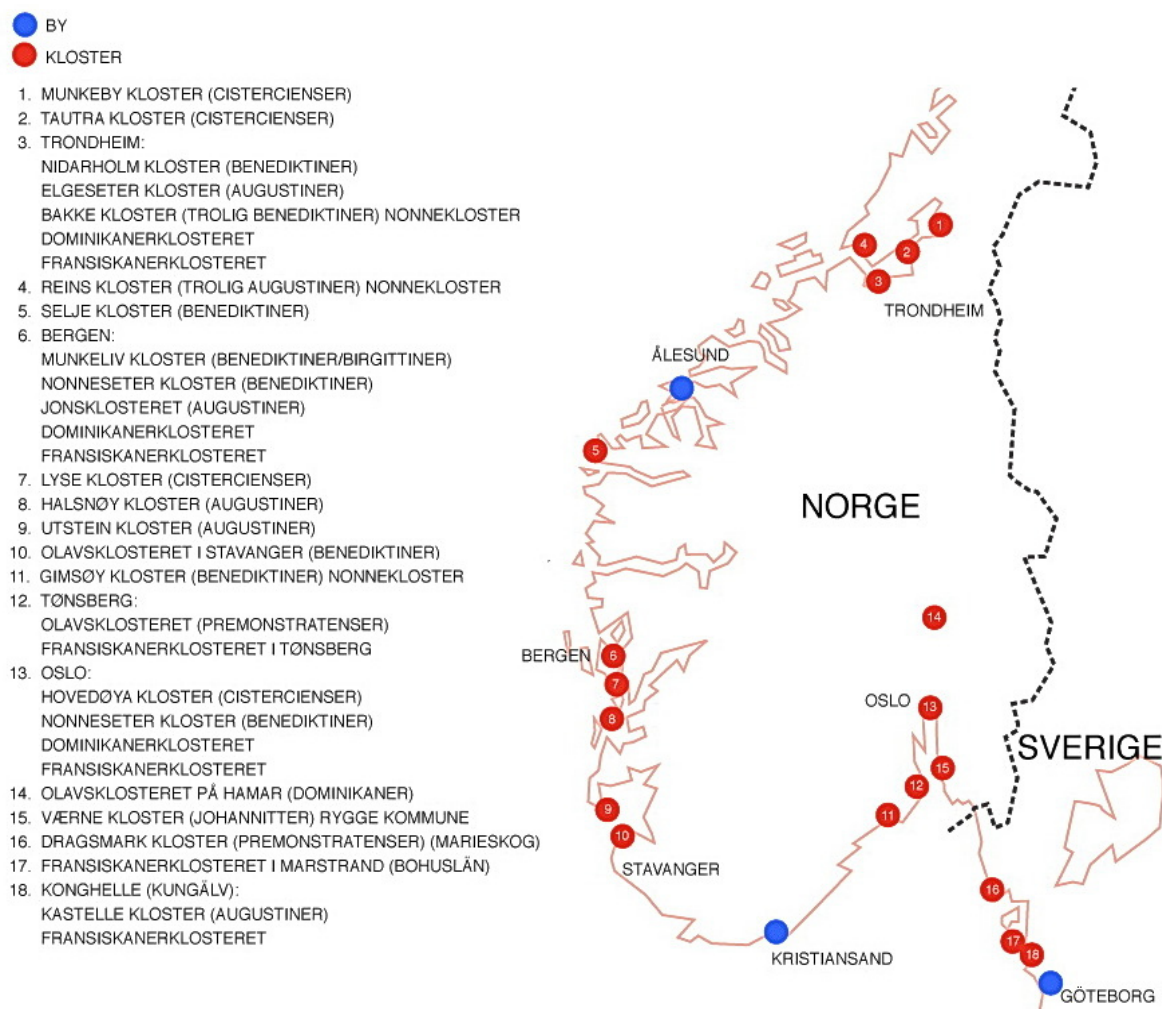 BY
KLOSTER
1. MUNKEBY KLOSTER (CISTERCIENSER)
2. TAUTRA KLOSTER (CISTERCIENSER)
3. TRONDHEIM:
NIDARHOLM KLOSTER (BENEDIKTINER)
ELGESETER KLOSTER (AUGUSTINER)
BAKKE KLOSTER (TROLIG BENEDIKTINER) NONNEKLOSTER
DOMINIKANERKLOSTERET
FRANSISKANERKLOSTERET
4. REINS KLOSTER (TROLIG AUGUSTINER) NONNEKLOSTER
5. SELJE KLOSTER (BENEDIKTINER)
6. BERGEN:
MUNKELIV KLOSTER (BENEDIKTINER/BIRGITTINER)
NONNESETER KLOSTER (BENEDIKTINER)
JONSKLOSTERET (AUGUSTINER)
DOMINIKANERKLOSTERET
FRANSISKANERKLOSTERET
7. LYSE KLOSTER (CISTERCIENSER)
8. HALSNØY KLOSTER (AUGUSTINER)
9. UTSTEIN KLOSTER (AUGUSTINER)
10. OLAVSKLOSTERET I STAVANGER (BENEDIKTINER)
11. GIMSØY KLOSTER (BENEDIKTINER) NONNEKLOSTER
12. TØNSBERG:
OLAVSKLOSTERET (PREMONSTRATENSER)
FRANSISKANERKLOSTERET I TØNSBERG
13. OSLO:
HOVEDØYA KLOSTER (CISTERCIENSER)
NONNESETER KLOSTER (BENEDIKTINER)
DOMINIKANERKLOSTERET
FRANSISKANERKLOSTERET
14. OLAVSKLOSTERET PÅ HAMAR (DOMINIKANER)
15. VÆRNE KLOSTER (JOHANNITTER) RYGGE KOMMUNE
16. DRAGSMARK KLOSTER (PREMONSTRATENSER) (MARIESKOG)
17. FRANSISKANERKLOSTERET I MARSTRAND (BOHUSLÄN)
18. KONGHELLE (KUNGÄLV):
KASTELLE KLOSTER (AUGUSTINER)
FRANSISKANERKLOSTERET
1
4
2
3
TRONDHEIM
ÅLESUND
5
NORGE
14
BERGEN
6
7
8
OSLO
13
SVERIGE
15
12
9
11
10
STAVANGER
16
KRISTIANSAND
17
18
GÖTEBORG